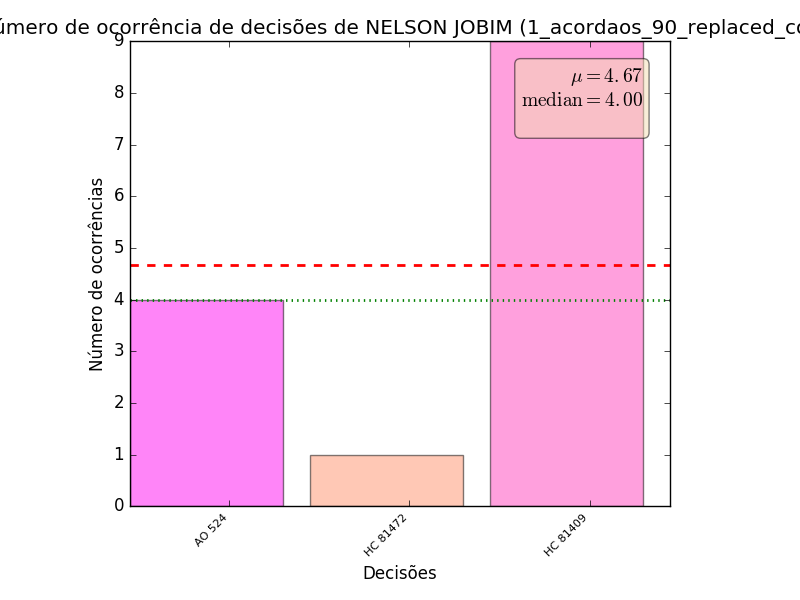 úmero de ocorrência de decisões de NELSON JOBIM (1_acordaos_90_replaced_co
9
8
7
6
5
4
3
2
1
0
Número de ocorrências
μ = 4.67
median = 4.00
AO 524
HC 81472
HC 81409
Decisões